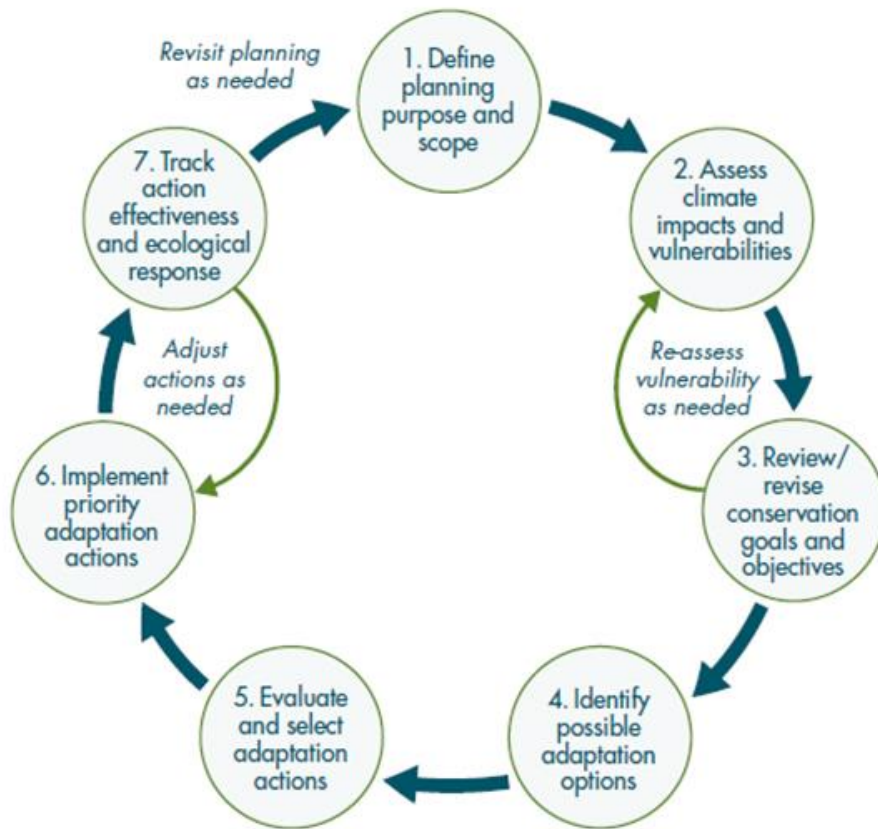 Revisit planning
as needed
1. Define
planning
purpose and
scope
2. Assess
climate
impacts and
vulnerabilities
Re-assess
vulnerability
as needed
3. Review/
revise
conservation
goals and
objectives
4. Identify
possible
adaptation
options
5. Evaluate
and select
adaptation
actions
6. Implement
priority
adaptation
actions
Adjust
actions as
needed
7. Track
action
effectiveness
and ecological
response